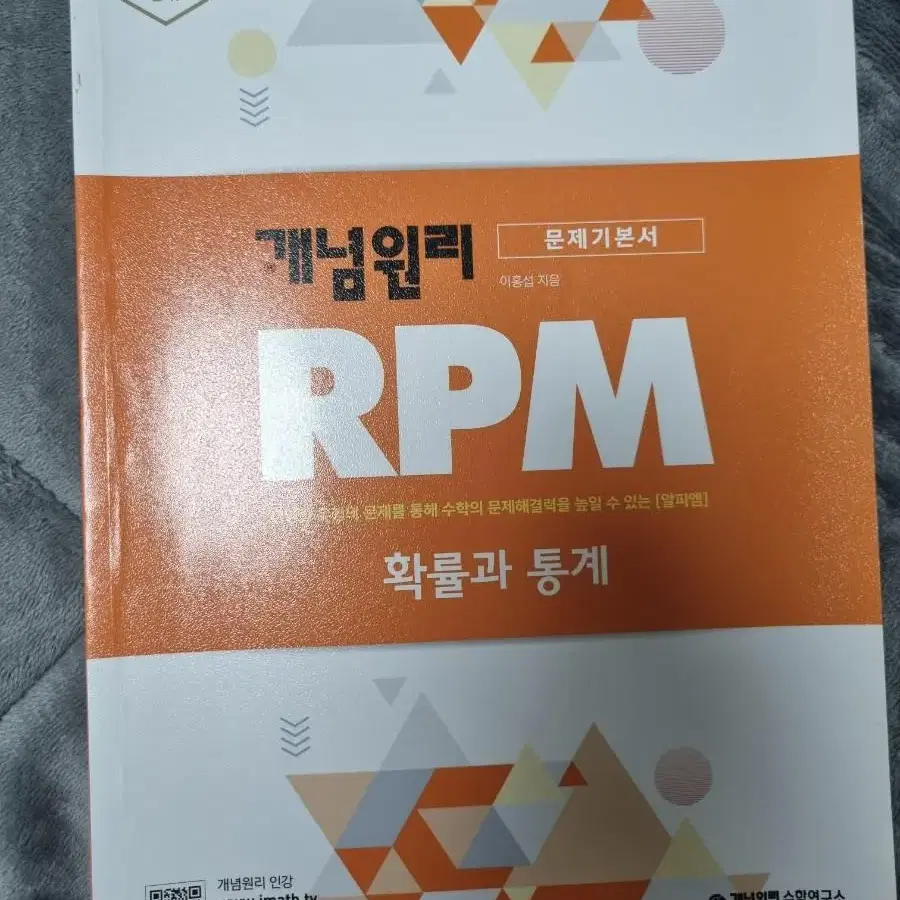 개념원리
문제기본서
이홍섭 지음
RPM
문제를 통해 수학의 문제해결력을 높일 수 있는 [알피엠]
확률과 통계
개념원리 인강
www.imath.tv
개념원리 수학연구소